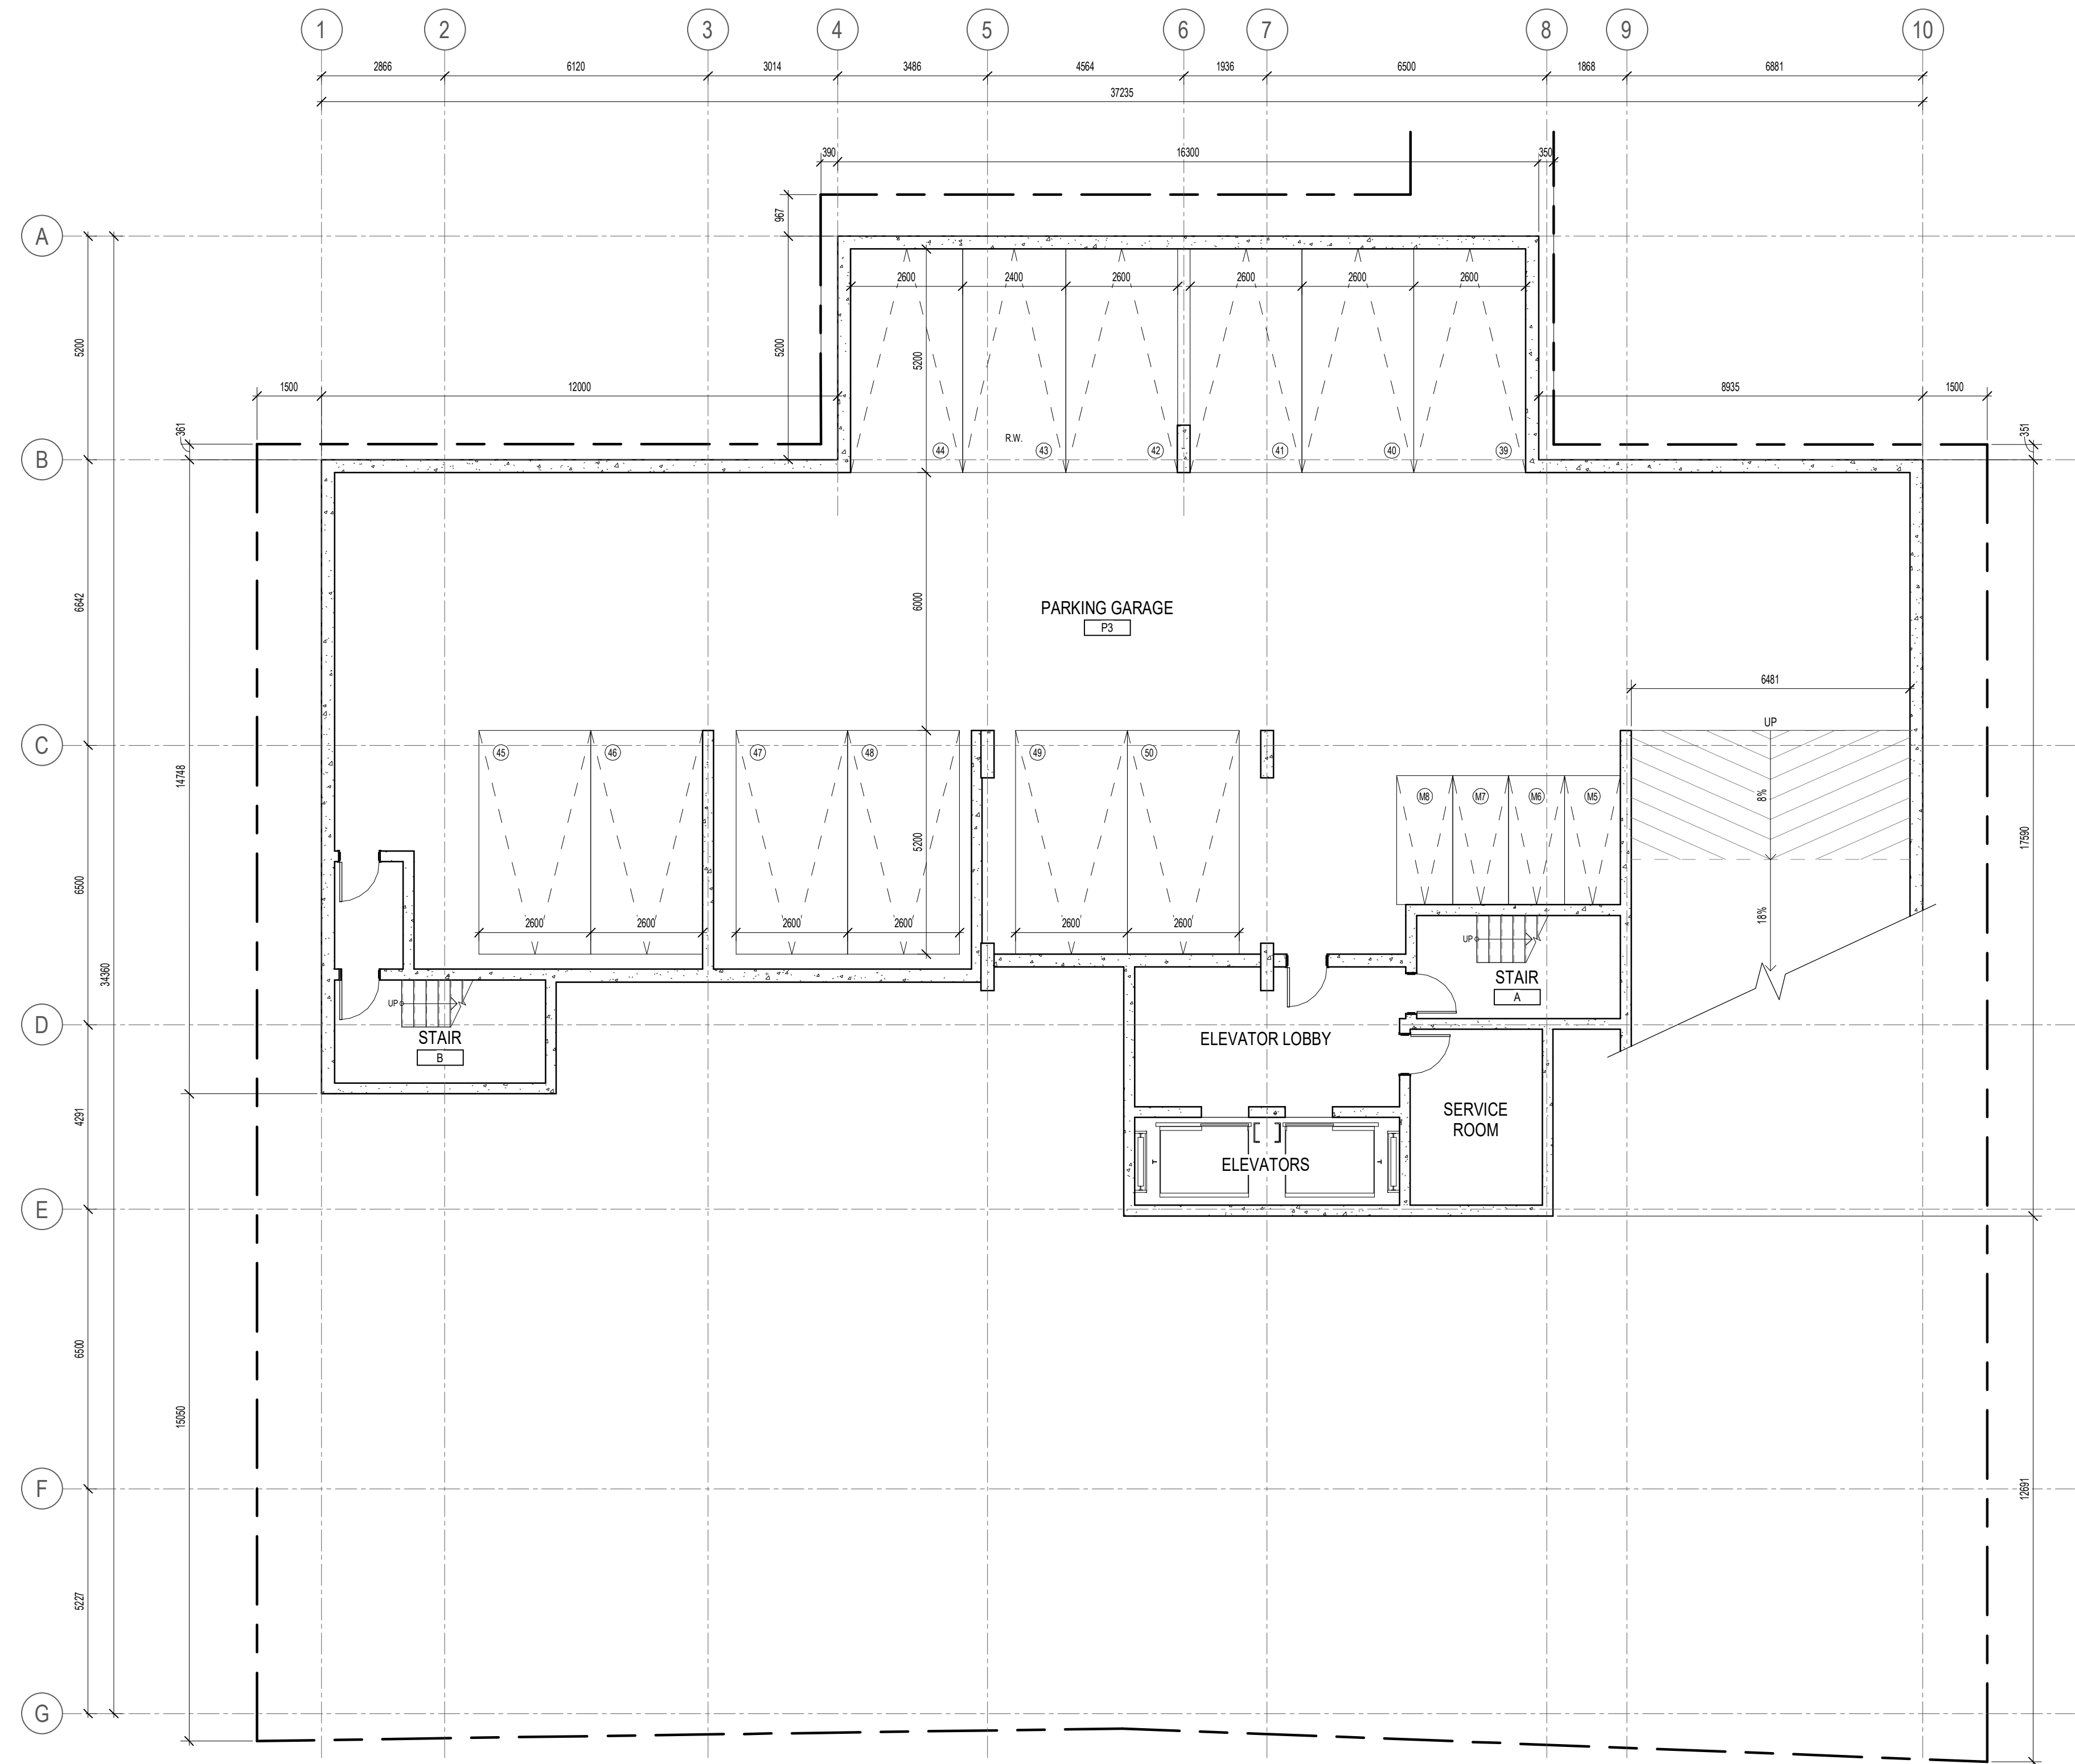 1 2 3 4 5 6 7 8 9 10
2866 6120 3014 3486 4564 1936 6500 1868 6881
37235
390 16300 350
967
A
2600 2400 2600 2600 2600 2600
5200 5200 5200
1500 12000 8935 1500
361 351
R.W.
44 43 42 41 40 39
B
6642
6000
PARKING GARAGE
P3
6481
UP
C
45 46 47 48 49 50
14748
M8 M7 M6 M5
8%
5200
17590
6500
18%
2600 2600 2600 2600 2600 2600
UP
STAIR
A
34360
UP
STAIR
B
D
ELEVATOR LOBBY
4291
SERVICE
ROOM
ELEVATORS
E
6500
15050
F
12691
5227
G